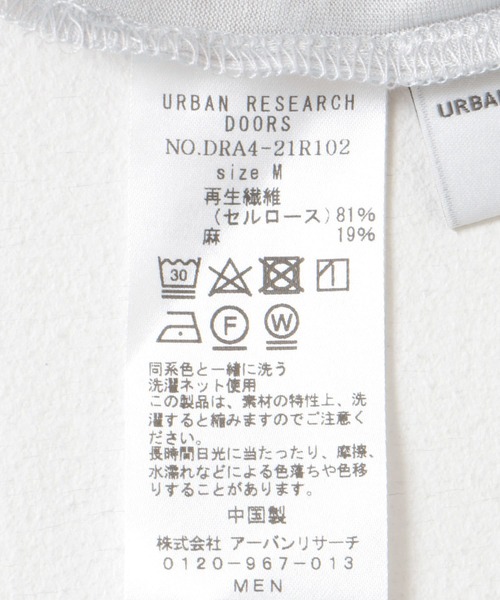 URBAN RESEARCH
DOORS
NO.DRA4-21R102
size M
再生繊維
(セルロース)81%
麻 19%
30
F W
同系色と一緒に洗う
洗濯ネット使用
この製品は、素材の特性上、洗
濯すると縮みますのでご注意く
ださい。
長時間日光に当たったり、摩擦、
水濡れなどによる色落ちや色移
りすることがあります。
中国製
株式会社 アーバンリサーチ
0120-967-013
MEN
URBAN